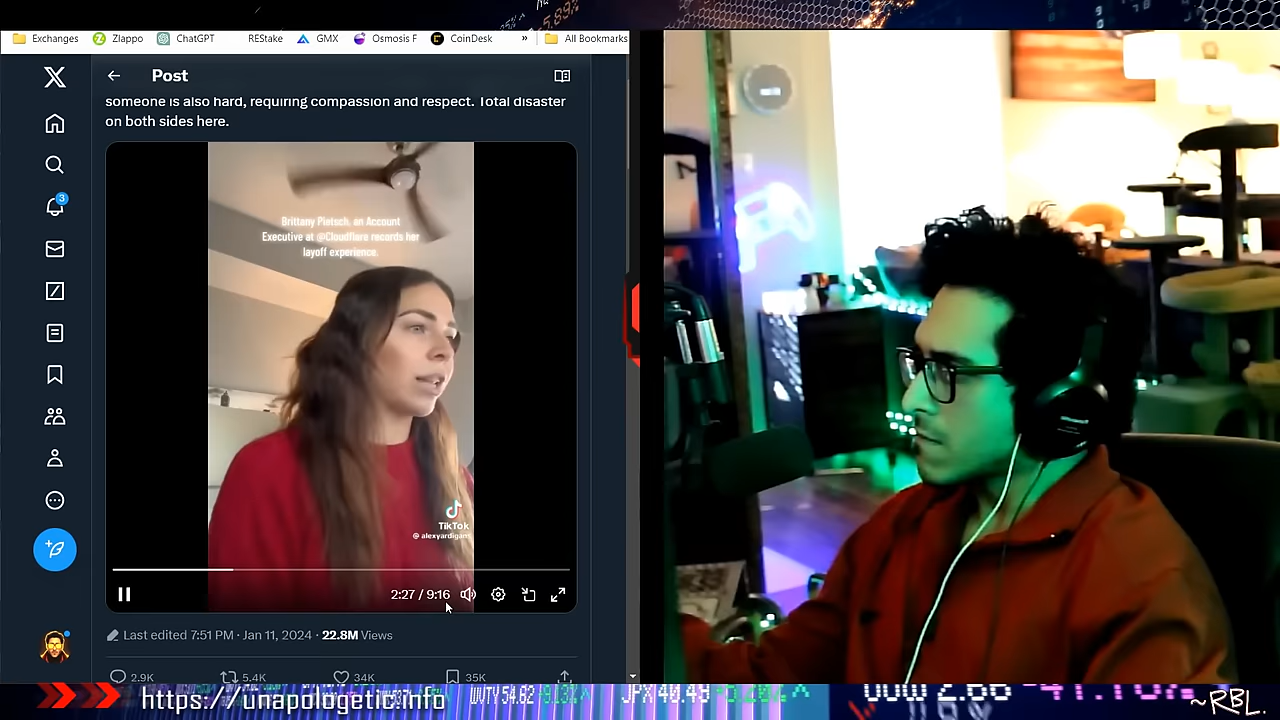 5.89%
Exchanges
Zlappo
ChatGPT
REStake
GMX
Osmosis F
CoinDesk
»
All Bookmarks
Post
someone is also hard, requiring compassion and respect. Total disaster
on both sides here.
3
Brittany Pietsch, an Account
Executive at @Cloudflare records her
layoff experience.
TikTok
@ alexyardigans
2:27 / 9:16
Last edited 7:51 PM · Jan 11, 2024 · 22.8M Views
2.9K
5.4K
34K
35K
https://unapologetic.info
~RBL.